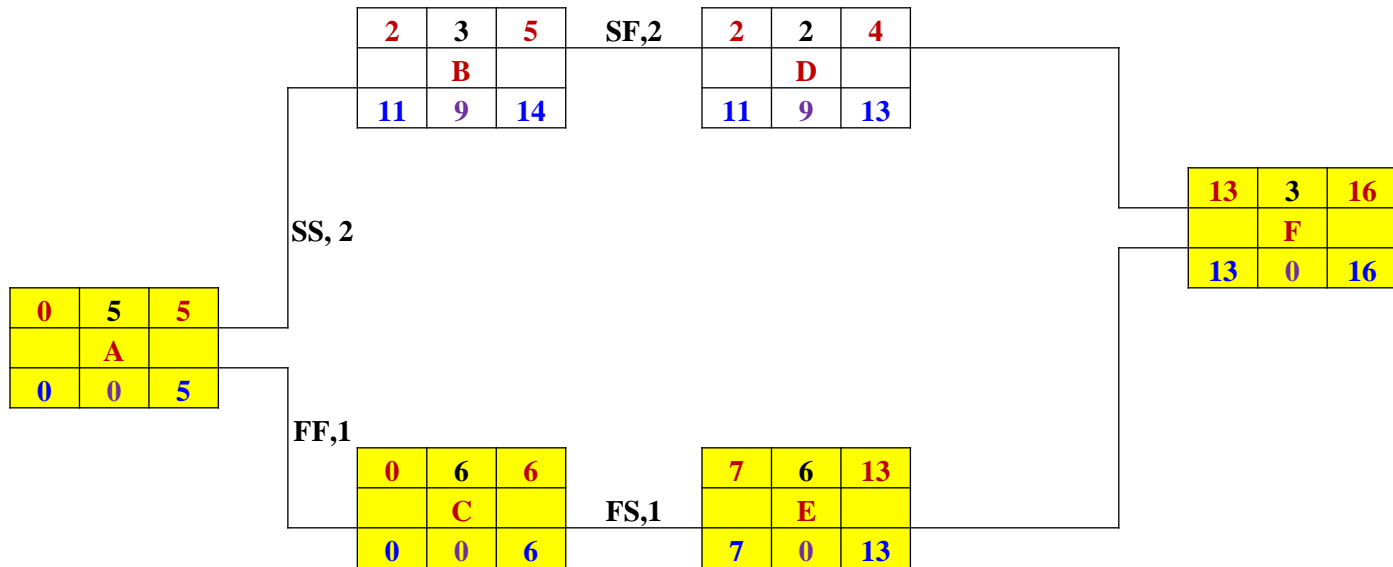 2 3 5 SF,2 2 2 4
B D
11 9 14 11 9 13
13 3 16
SS, 2 F
13 0 16
0 5 5
A
0 0 5
FF,1
0 6 6 7 6 13
C FS,1 E
0 0 6 7 0 13